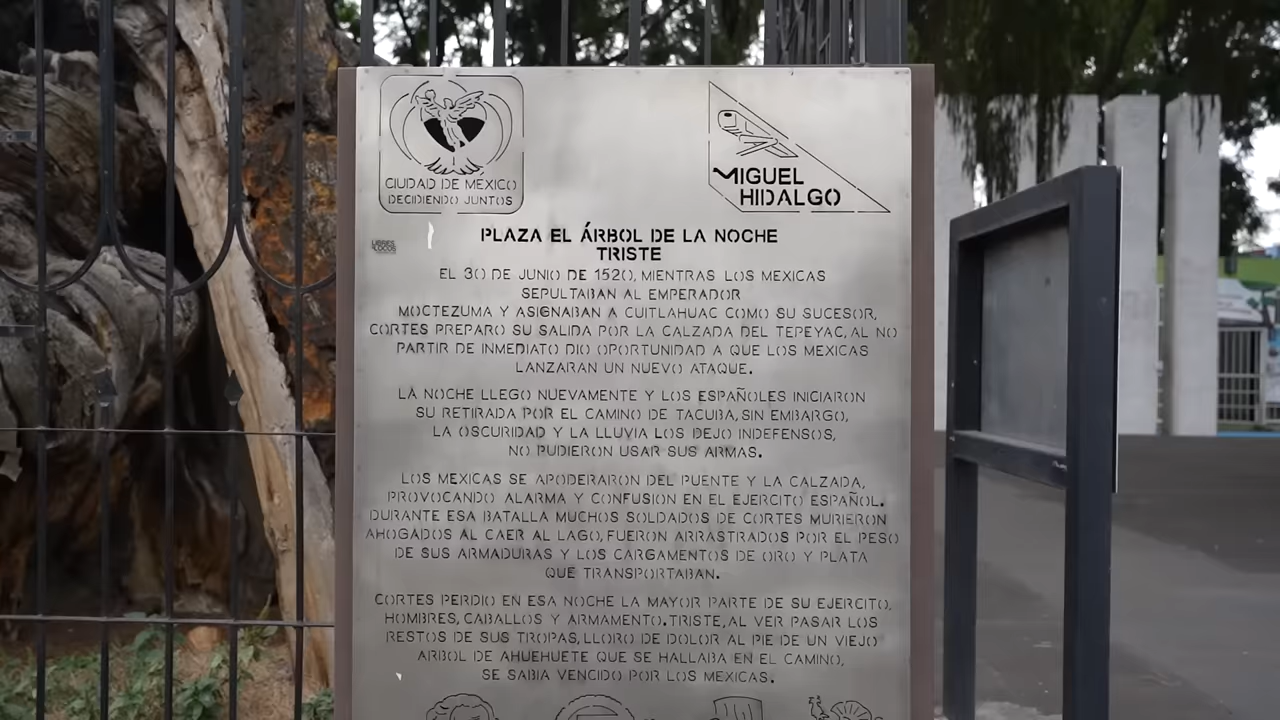 CIUDAD DE MEXICO
DECIDIENDO JUNTOS
MIGUEL
HIDALGO
PLAZA EL ÁRBOL DE LA NOCHE
TRISTE
EL 30 DE JUNIO DE 1520, MIENTRAS LOS MEXICAS
SEPULTABAN AL EMPERADOR
MOCTEZUMA Y ASIGNABAN A CUITLAHUAC COMO SU SUCESOR,
CORTES PREPARO SU SALIDA POR LA CALZADA DEL TEPEYAC, AL NO
PARTIR DE INMEDIATO DIO OPORTUNIDAD A QUE LOS MEXICAS
LANZARAN UN NUEVO ATAQUE.
LA NOCHE LLEGO NUEVAMENTE Y LOS ESPAÑOLES INICIARON
SU RETIRADA POR EL CAMINO DE TACUBA, SIN EMBARGO,
LA OSCURIDAD Y LA LLUVIA LOS DEJO INDEFENSOS,
NO PUDIERON USAR SUS ARMAS.
LOS MEXICAS SE APODERARON DEL PUENTE Y LA CALZADA,
PROVOCANDO ALARMA Y CONFUSION EN EL EJERCITO ESPAÑOL.
DURANTE ESA BATALLA MUCHOS SOLDADOS DE CORTES MURIERON
AHOGADOS AL CAER AL LAGO, FUERON ARRASTRADOS POR EL PESO
DE SUS ARMADURAS Y LOS CARGAMENTOS DE ORO Y PLATA
QUE TRANSPORTABAN.
CORTES PERDIO EN ESA NOCHE LA MAYOR PARTE DE SU EJERCITO,
HOMBRES, CABALLOS Y ARMAMENTO. TRISTE, AL VER PASAR LOS
RESTOS DE SUS TROPAS, LLORO DE DOLOR AL PIE DE UN VIEJO
ARBOL DE AHUEHUETE QUE SE HALLABA EN EL CAMINO,
SE SABIA VENCIDO POR LOS MEXICAS.